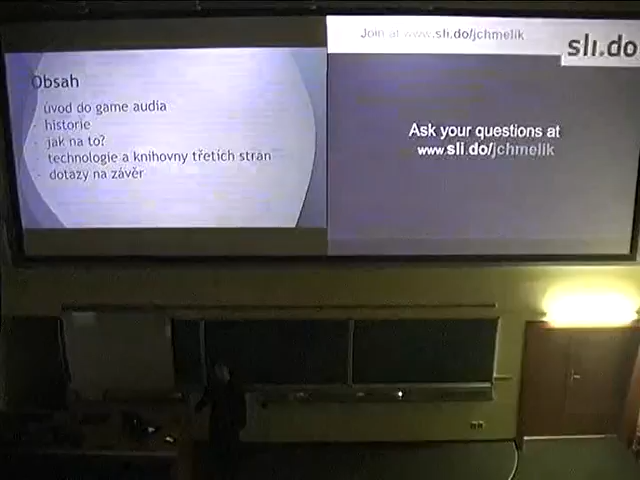 Obsah
úvod do game audia
historie
jak na to?
technologie a knihovny třetích stran
dotazy na závěr
Join at www.sli.do/jchmelik
sli.do
Ask your questions at
www.sli.do/jchmelik